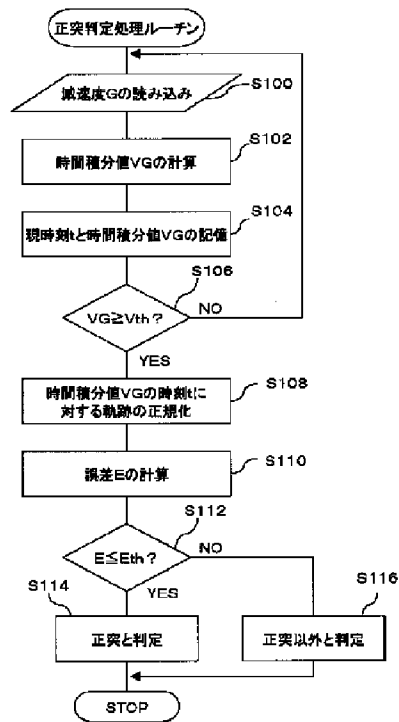 正突判定処理ルーチン
減速度Gの読み込み
S100
時間積分値VGの計算
S102
現時刻tと時間積分値VGの記憶
S104
VG≧Vth?
S106
NO
YES
時間積分値VGの時刻tに
対する軌跡の正規化
S108
誤差Eの計算
S110
E≦Eth?
S112
NO
YES
S114
正突と判定
S116
正突以外と判定
STOP